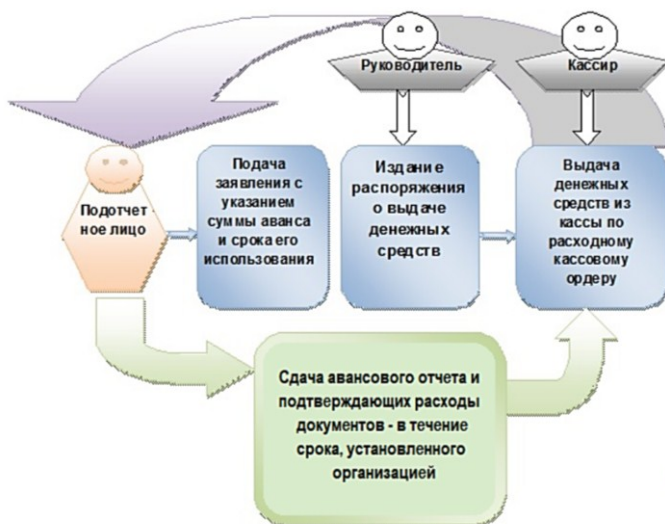 Руководитель
Кассир
Подотчет
ное лицо
Подача
заявления с
указанием
суммы аванса
и срока его
использования
Издание
распоряжения
о выдаче
денежных
средств
Выдача
денежных
средств из
кассы по
расходному
кассовому
ордеру
Сдача авансового отчета и
подтверждающих расходы
документов - в течение
срока, установленного
организацией